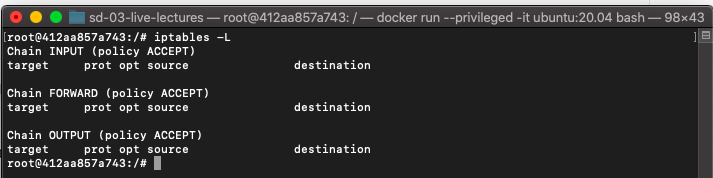 sd-03-live-lectures — root@412aa857a743: / — docker run --privileged -it ubuntu:20.04 bash — 98×43
[root@412aa857a743:/# iptables -L ]
Chain INPUT (policy ACCEPT)
target     prot opt source               destination
Chain FORWARD (policy ACCEPT)
target     prot opt source               destination
Chain OUTPUT (policy ACCEPT)
target     prot opt source               destination
root@412aa857a743:/#